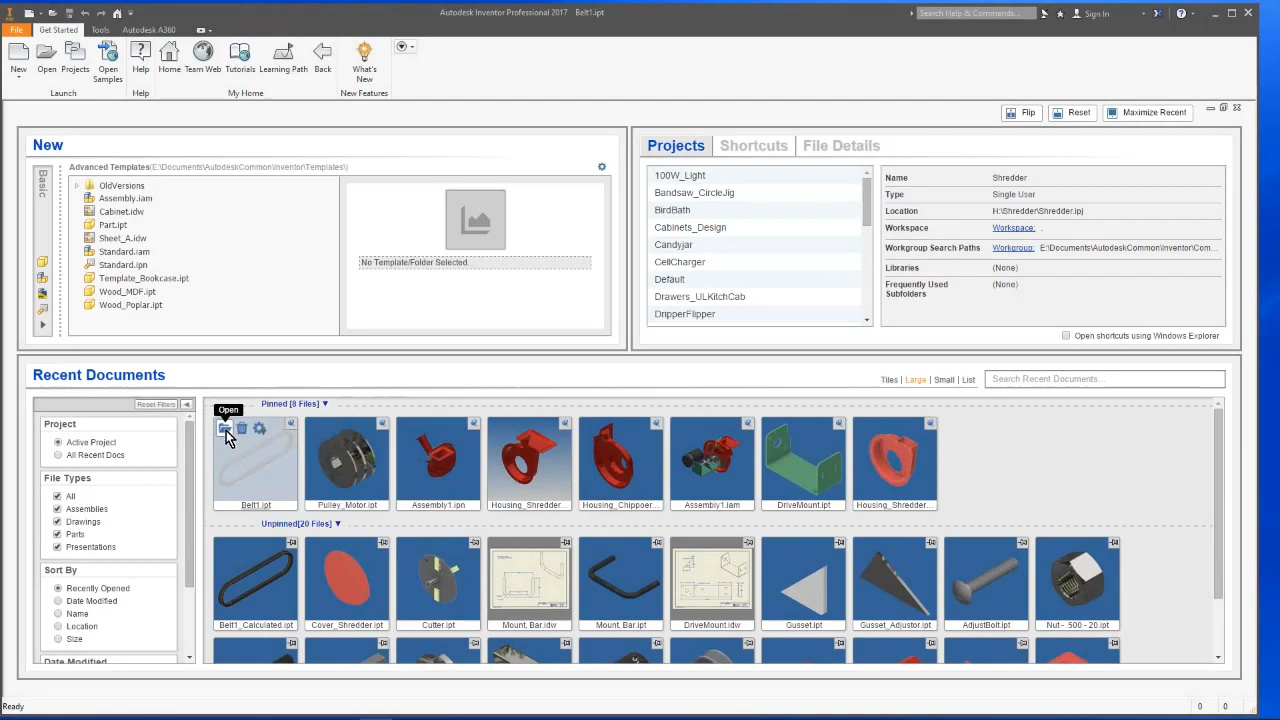 Autodesk Inventor Professional 2017 Belt1.ipt
Search Help & Commands...
Sign In
File
Get Started
Tools
Autodesk A360
New
Open
Projects
Open Samples
Help
Home
Team Web
Tutorials
Learning Path
Back
What's New
Launch
Help
My Home
New Features
Flip
Reset
Maximize Recent
New
Basic
Advanced Templates(E:\Documents\AutodeskCommon\Inventor\Templates\)
OldVersions
Assembly.iam
Cabinet.idw
Part.ipt
Sheet_A.idw
Standard.iam
Standard.ipn
Template_Bookcase.ipt
Wood_MDF.ipt
Wood_Poplar.ipt
No Template/Folder Selected.
Projects
Shortcuts
File Details
100W_Light
Bandsaw_CircleJig
BirdBath
Cabinets_Design
Candyjar
CellCharger
Default
Drawers_ULKitchCab
DripperFlipper
Name Shredder
Type Single User
Location H:\Shredder\Shredder.ipj
Workspace Workspace: .
Workgroup Search Paths Workgroup: E:\Documents\AutodeskCommon\Inventor\Com...
Libraries (None)
Frequently Used Subfolders (None)
Open shortcuts using Windows Explorer
Recent Documents
Tiles | Large | Small | List
Search Recent Documents...
Reset Filters
Project
Active Project
All Recent Docs
File Types
All
Assemblies
Drawings
Parts
Presentations
Sort By
Recently Opened
Date Modified
Name
Location
Size
Date Modified
Open
Pinned [8 Files]
Belt1.ipt
Pulley_Motor.ipt
Assembly1.ipn
Housing_Shredder...
Housing_Chippoer...
Assembly1.iam
DriveMount.ipt
Housing_Shredder...
Unpinned[20 Files]
Belt1_Calculated.ipt
Cover_Shredder.ipt
Cutter.ipt
Mount, Bar.idw
Mount, Bar.ipt
DriveMount.idw
Gusset.ipt
Gusset_Adjustor.ipt
AdjustBolt.ipt
Nut - .500 - 20.ipt
Ready
0 0